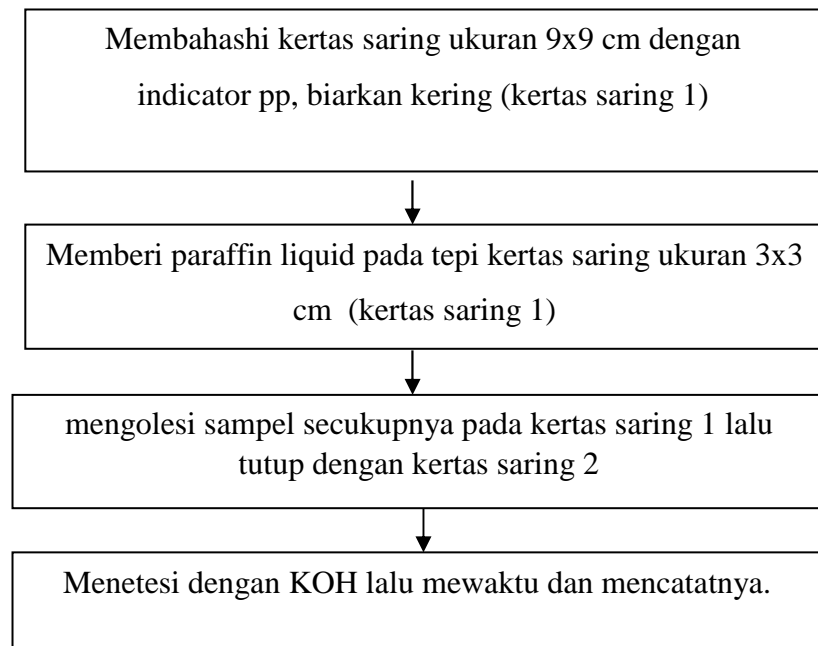 Membahashi kertas saring ukuran 9x9 cm dengan
indicator pp, biarkan kering (kertas saring 1)
Memberi paraffin liquid pada tepi kertas saring ukuran 3x3
cm (kertas saring 1)
mengolesi sampel secukupnya pada kertas saring 1 lalu
tutup dengan kertas saring 2
Menetesi dengan KOH lalu mewaktu dan mencatatnya.